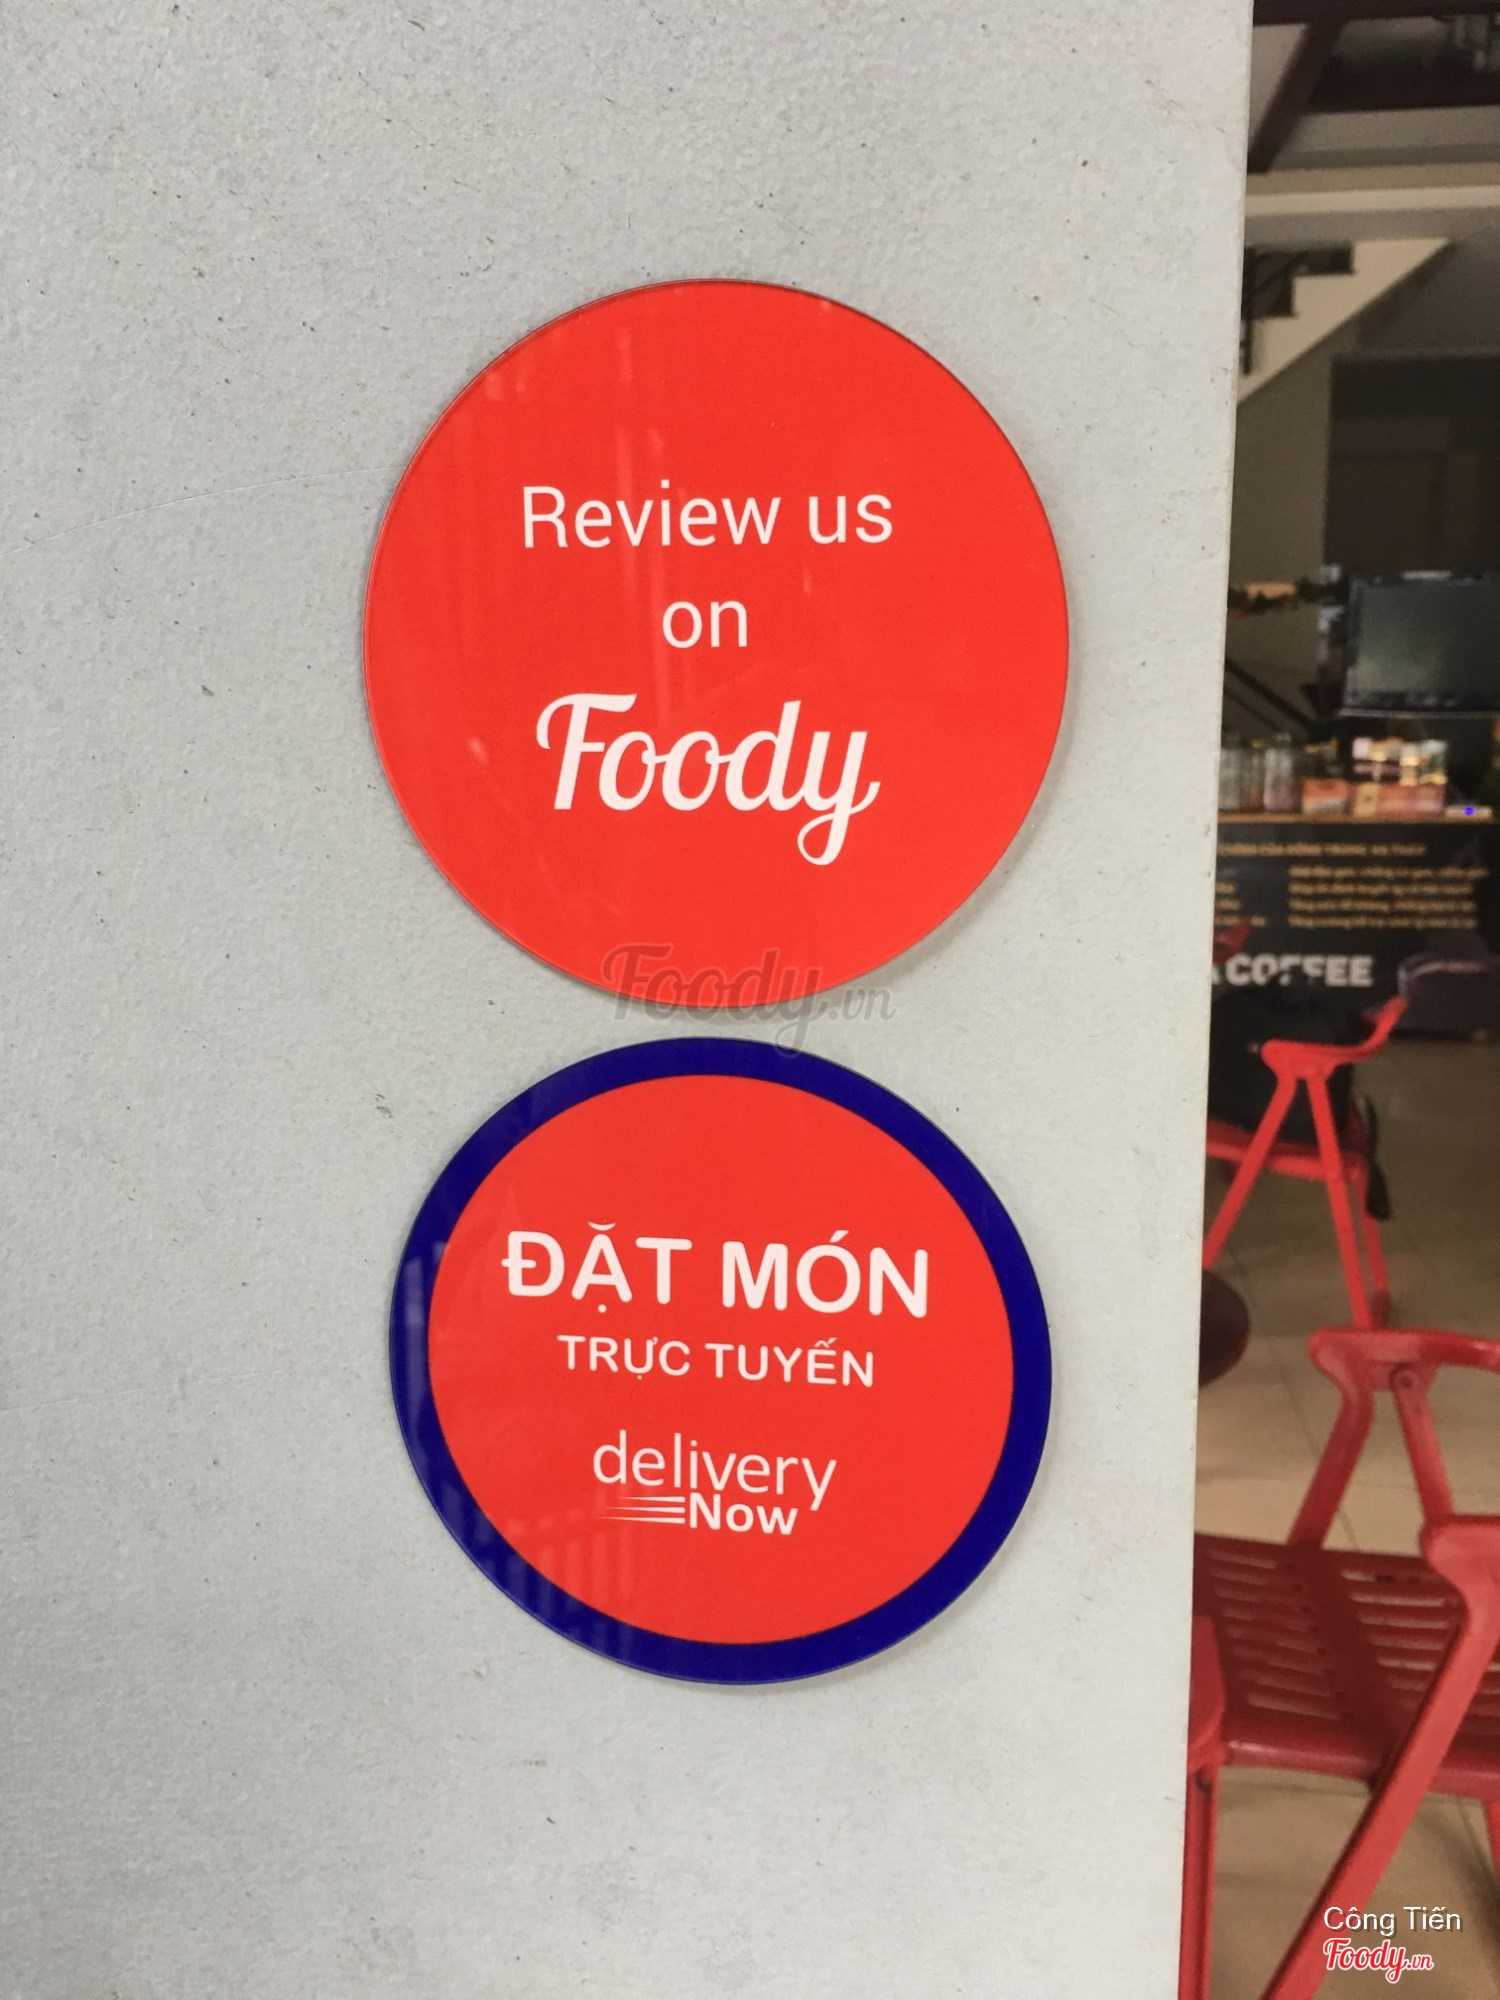 Review us
on
Foody
Foody.vn
ĐẶT MÓN
TRỰC TUYẾN
delivery
Now
COFFEE
Công Tiến
Foody.vn